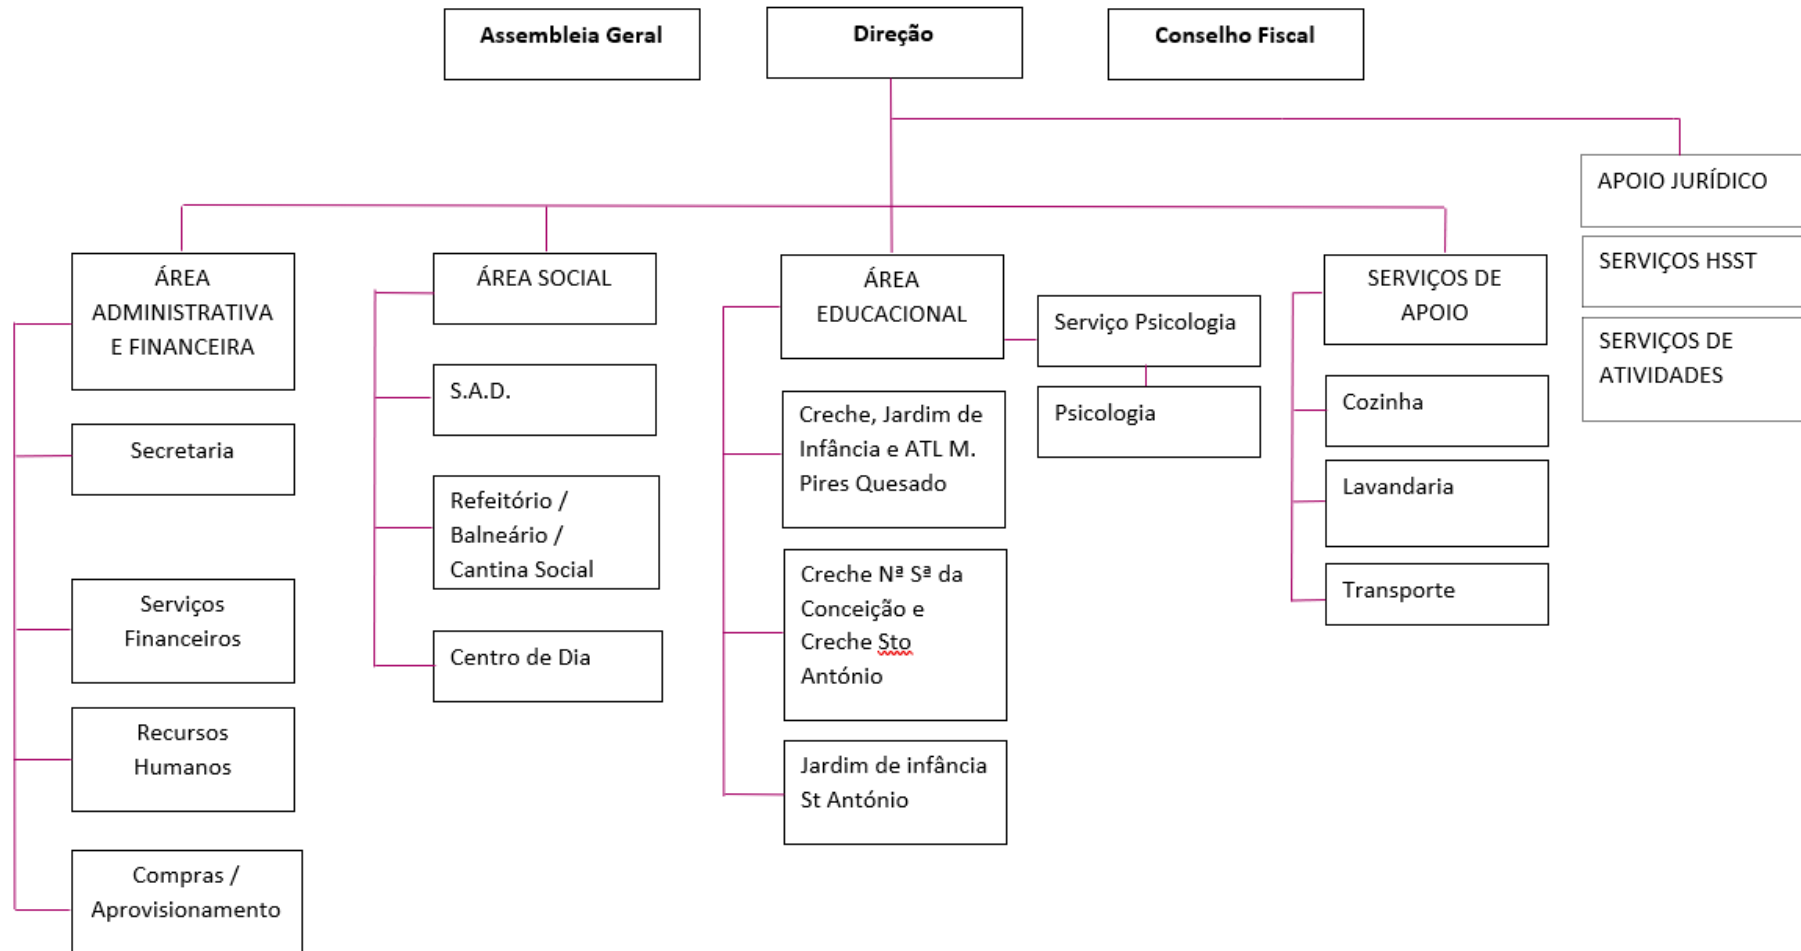 Assembleia Geral
Direção
Conselho Fiscal
APOIO JURÍDICO
SERVIÇOS HSST
SERVIÇOS DE
ATIVIDADES
ÁREA
ADMINISTRATIVA
E FINANCEIRA
Secretaria
Serviços
Financeiros
Recursos
Humanos
Compras /
Aprovisionamento
ÁREA SOCIAL
S.A.D.
Refeitório /
Balneário /
Cantina Social
Centro de Dia
ÁREA
EDUCACIONAL
Serviço Psicologia
Psicologia
Creche, Jardim de
Infância e ATL M.
Pires Quesado
Creche Nª Sª da
Conceição e
Creche Sto
António
Jardim de infância
St António
SERVIÇOS DE
APOIO
Cozinha
Lavandaria
Transporte